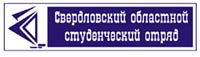 Свердловский областной
студенческий отряд